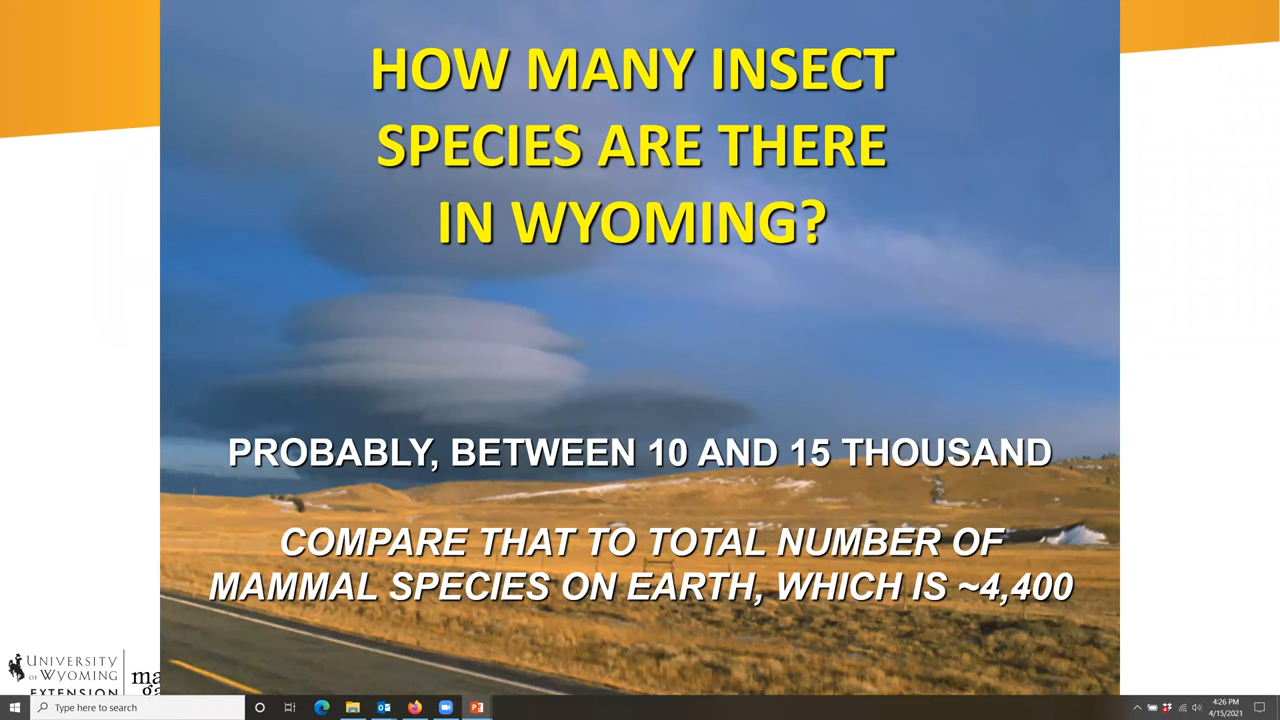 HOW MANY INSECT
SPECIES ARE THERE
IN WYOMING?
PROBABLY, BETWEEN 10 AND 15 THOUSAND
COMPARE THAT TO TOTAL NUMBER OF
MAMMAL SPECIES ON EARTH, WHICH IS ~4,400
UNIVERSITY
OF WYOMING
EXTENSION
ma
ga
Type here to search
4:26 PM
4/15/2021